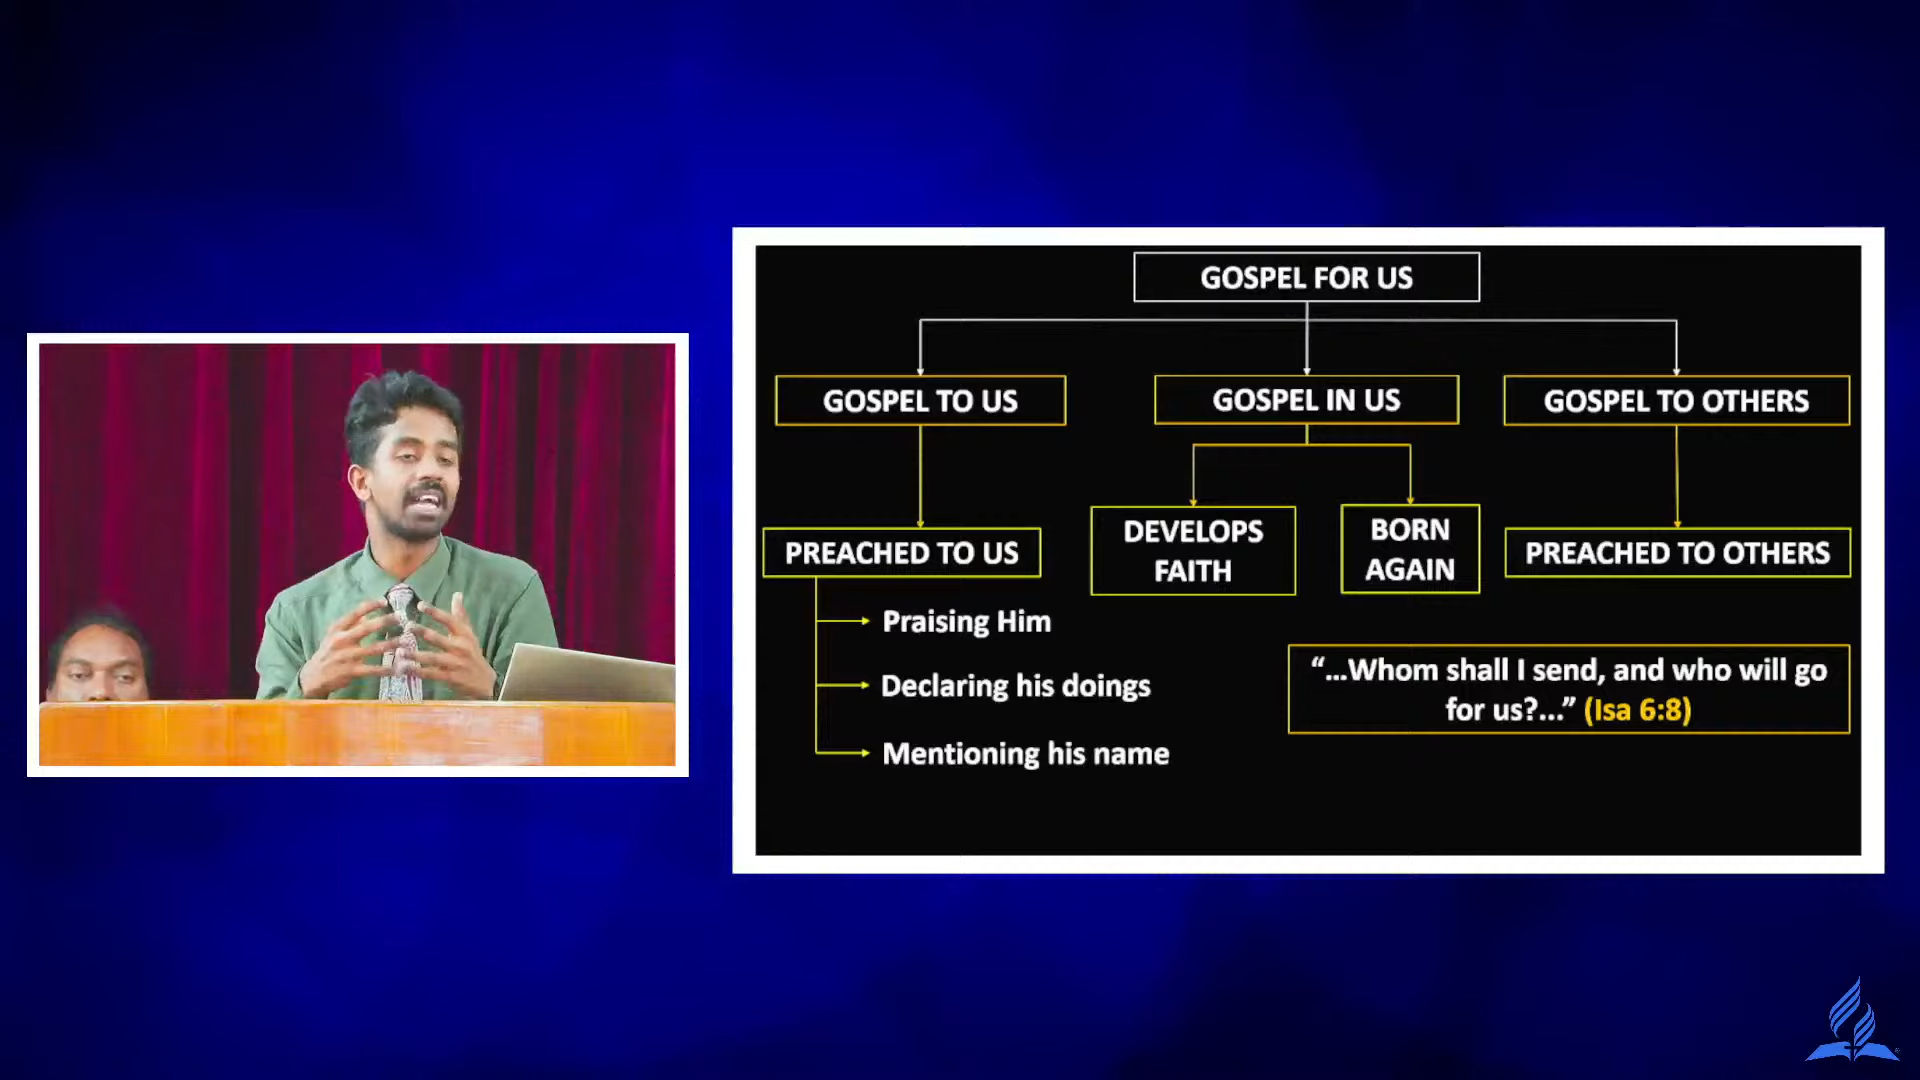 GOSPEL FOR US
GOSPEL TO US
GOSPEL IN US
GOSPEL TO OTHERS
PREACHED TO US
DEVELOPS
FAITH
BORN
AGAIN
PREACHED TO OTHERS
Praising Him
Declaring his doings
Mentioning his name
“...Whom shall I send, and who will go
for us?...” (Isa 6:8)